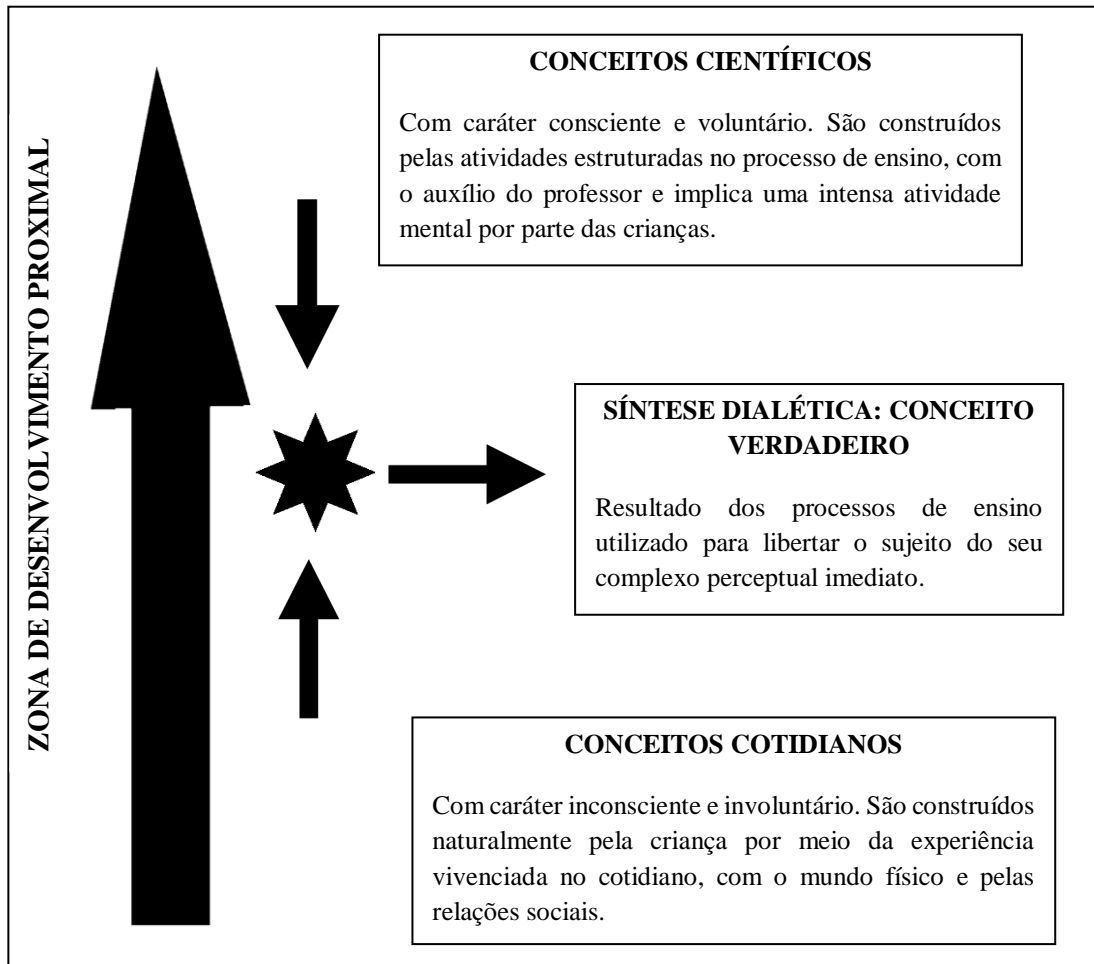 ZONA DE DESENVOLVIMENTO PROXIMAL
CONCEITOS CIENTÍFICOS
Com caráter consciente e voluntário. São construídos
pelas atividades estruturadas no processo de ensino, com
o auxílio do professor e implica uma intensa atividade
mental por parte das crianças.
SÍNTESE DIALÉTICA: CONCEITO
VERDADEIRO
Resultado dos processos de ensino
utilizado para libertar o sujeito do seu
complexo perceptual imediato.
CONCEITOS COTIDIANOS
Com caráter inconsciente e involuntário. São construídos
naturalmente pela criança por meio da experiência
vivenciada no cotidiano, com o mundo físico e pelas
relações sociais.